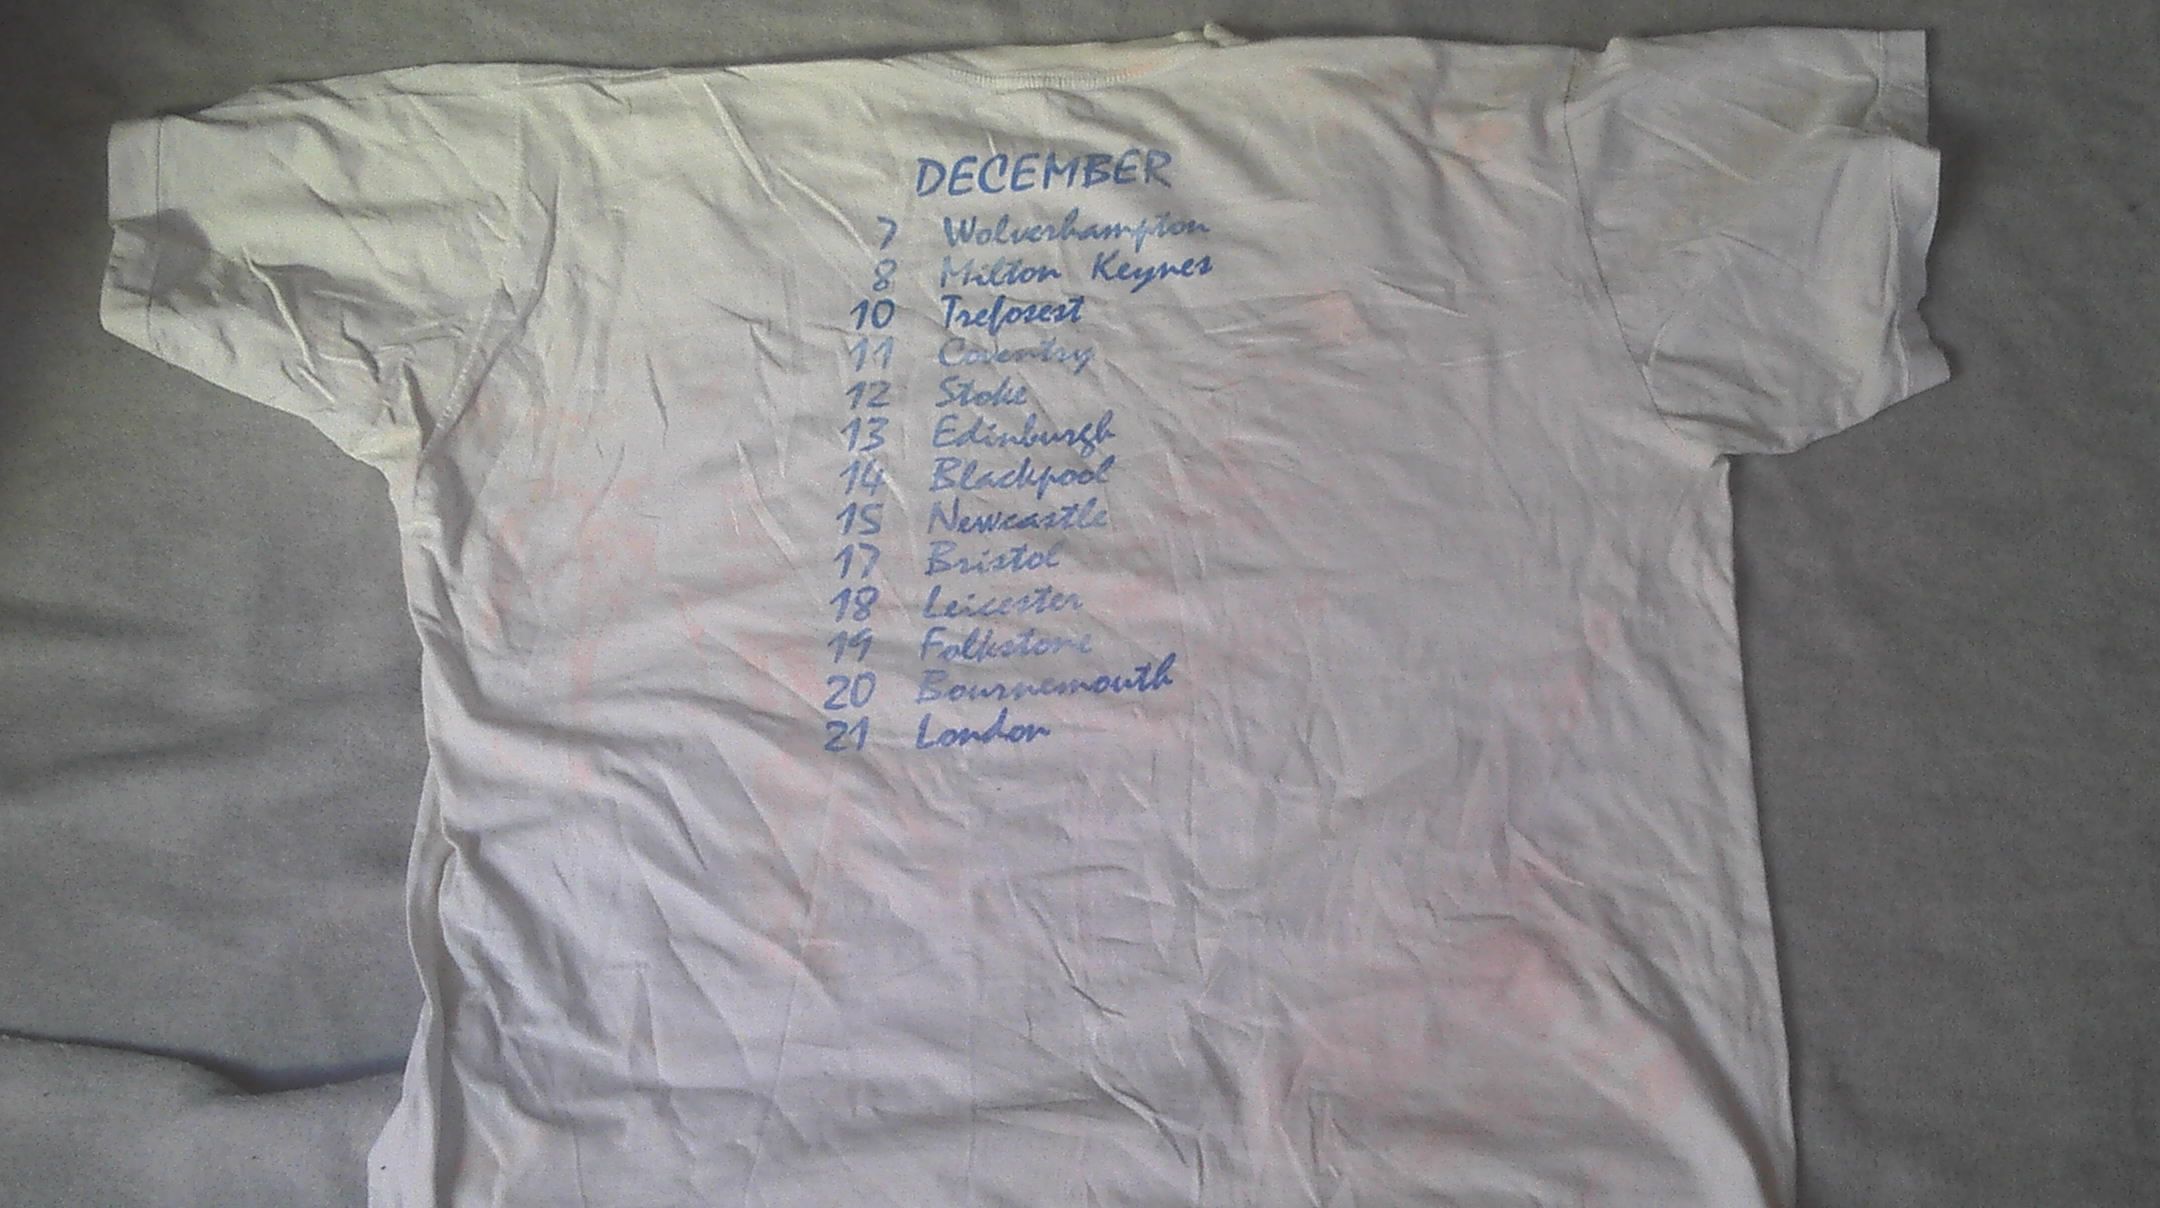 DECEMBER
7 Wolverhampton
8 Milton Keynes
10 Treforest
11 Coventry
12 Stoke
13 Edinburgh
14 Blackpool
15 Newcastle
17 Bristol
18 Leicester
19 Folkstone
20 Bournemouth
21 London